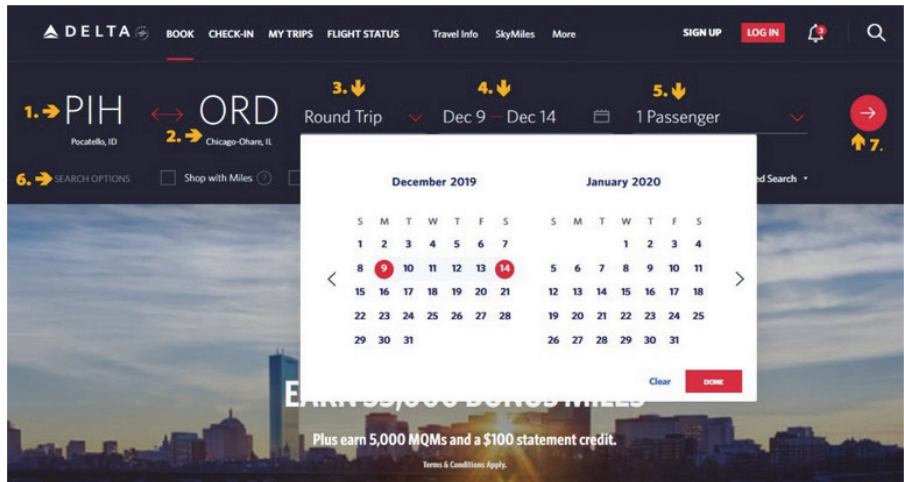 DELTA BOOK CHECK-IN MY TRIPS FLIGHT STATUS Travel Info SkyMiles More SIGN UP LOG IN 3
3. 4. 5.
1. PIH ORD Round Trip Dec 9 — Dec 14 1 Passenger
Pocatello, ID 2. Chicago-Ohare, IL 7.
6. SEARCH OPTIONS Shop with Miles ? ed Search
December 2019 January 2020
S M T W T F S S M T W T F S
1 2 3 4 5 6 7 1 2 3 4
8 9 10 11 12 13 14 5 6 7 8 9 10 11
15 16 17 18 19 20 21 12 13 14 15 16 17 18
22 23 24 25 26 27 28 19 20 21 22 23 24 25
29 30 31 26 27 28 29 30 31
Clear DONE
Plus earn 5,000 MQMs and a $100 statement credit.
Terms & Conditions Apply.